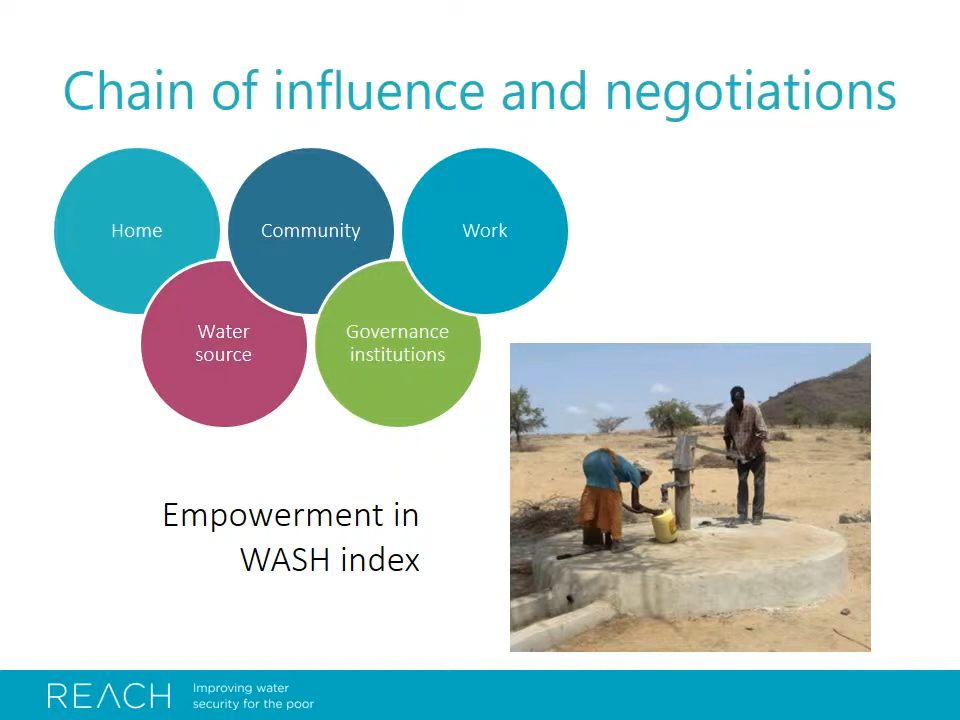 Chain of influence and negotiations
Home
Community
Work
Water
source
Governance
institutions
Empowerment in
WASH index
REACH
Improving water
security for the poor